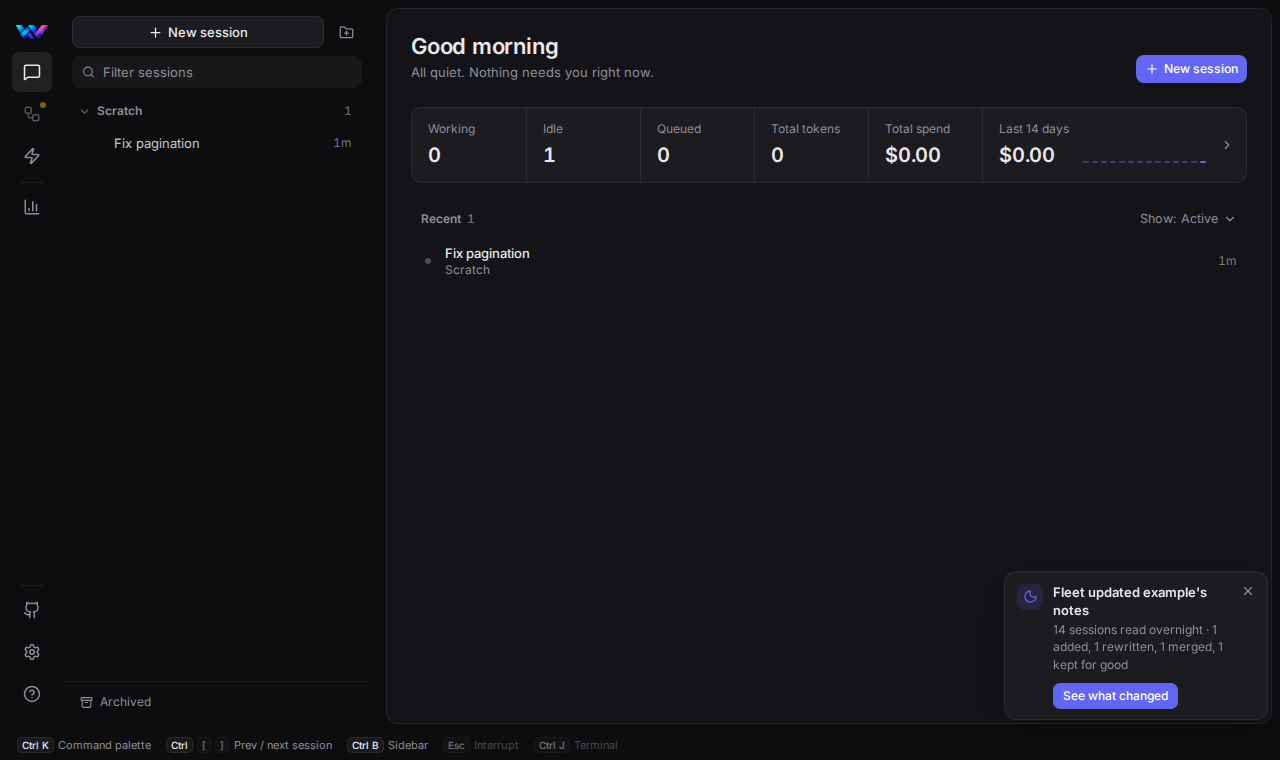 New session
Filter sessions
Scratch 1
Fix pagination 1m
Archived
Good morning
All quiet. Nothing needs you right now.
New session
Working
0
Idle
1
Queued
0
Total tokens
0
Total spend
$0.00
Last 14 days
$0.00
Recent 1
Show: Active
Fix pagination
Scratch
1m
Fleet updated example's
notes
14 sessions read overnight · 1
added, 1 rewritten, 1 merged, 1
kept for good
See what changed
Ctrl K Command palette Ctrl [ ] Prev / next session Ctrl B Sidebar Esc Interrupt Ctrl J Terminal